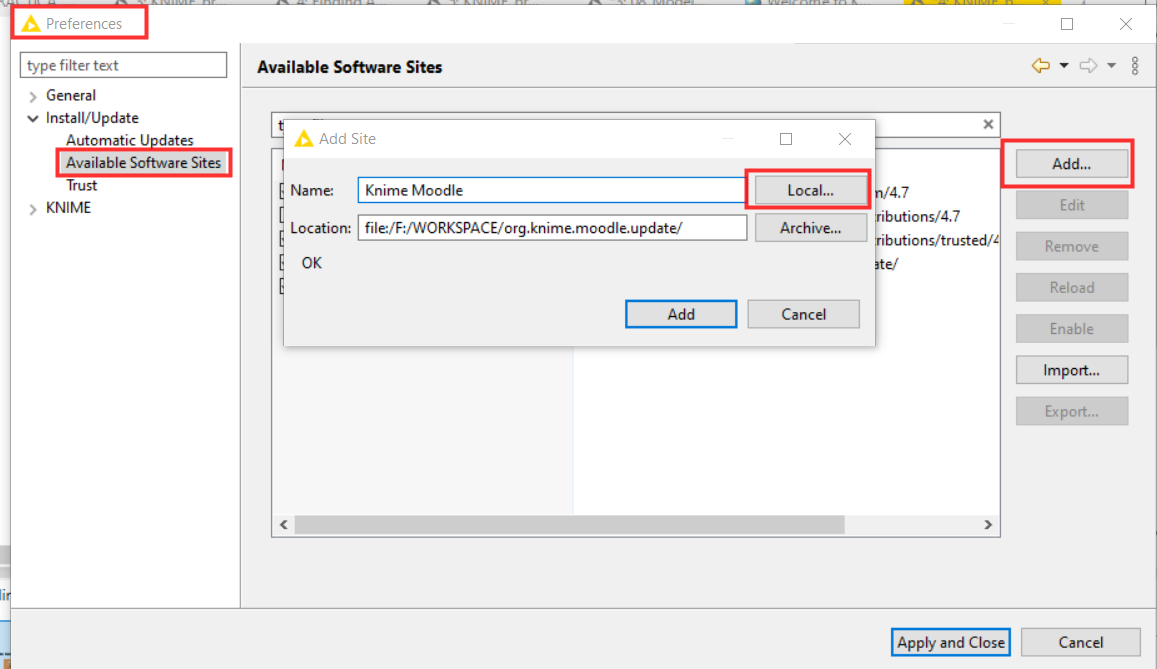 Preferences
type filter text
Available Software Sites
General
Install/Update
Automatic Updates
Available Software Sites
Trust
KNIME
Add Site
Name:
Knime Moodle
Local...
Location:
file:/F:/WORKSPACE/org.knime.moodle.update/
Archive...
OK
Add
Cancel
/4.7
ributions/4.7
ributions/trusted/4
ate/
Add...
Edit
Remove
Reload
Enable
Import...
Export...
Apply and Close
Cancel